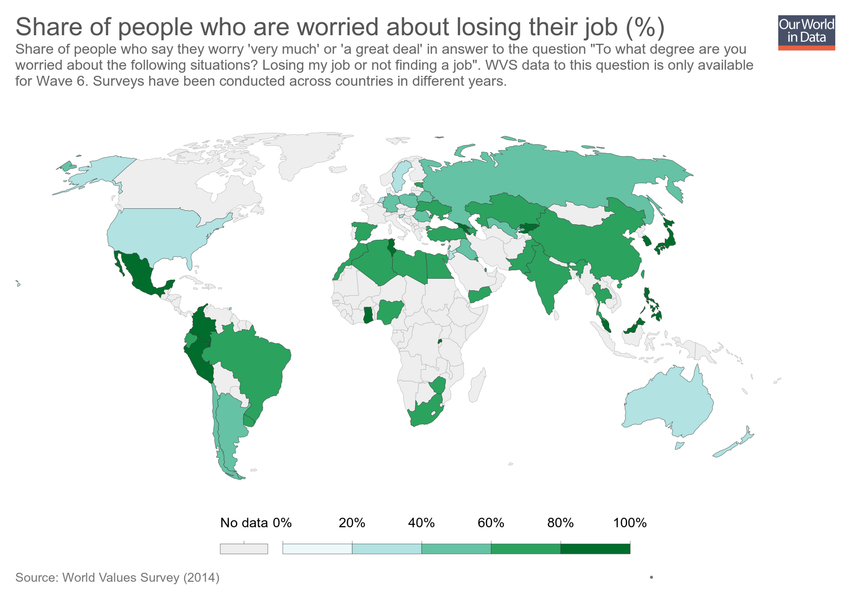 Share of people who are worried about losing their job (%)
Our World
in Data
Share of people who say they worry 'very much' or 'a great deal' in answer to the question "To what degree are you
worried about the following situations? Losing my job or not finding a job". WVS data to this question is only available
for Wave 6. Surveys have been conducted across countries in different years.
No data 0% 20% 40% 60% 80% 100%
Source: World Values Survey (2014)